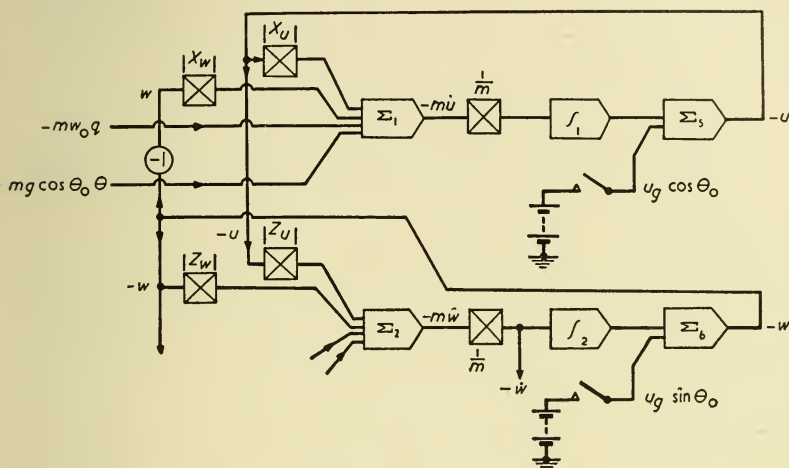 |X_u|
|X_w|
w
1/m
Σ₁
-mu̇
∫₁
Σ₅
-u
-mw₀q
-1
mg cos θ₀ θ
u_g cos θ₀
-u
|Z_u|
|Z_w|
-w
Σ₂
-mẇ
1/m
∫₂
Σ₆
-w
-ẇ
u_g sin θ₀